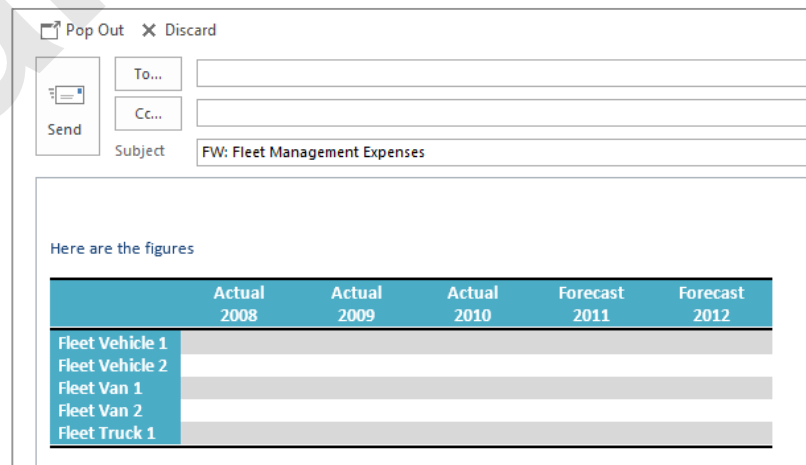 Pop Out Discard
To...
Cc...
Send
Subject FW: Fleet Management Expenses
Here are the figures
Actual Actual Actual Forecast Forecast
2008 2009 2010 2011 2012
Fleet Vehicle 1
Fleet Vehicle 2
Fleet Van 1
Fleet Van 2
Fleet Truck 1